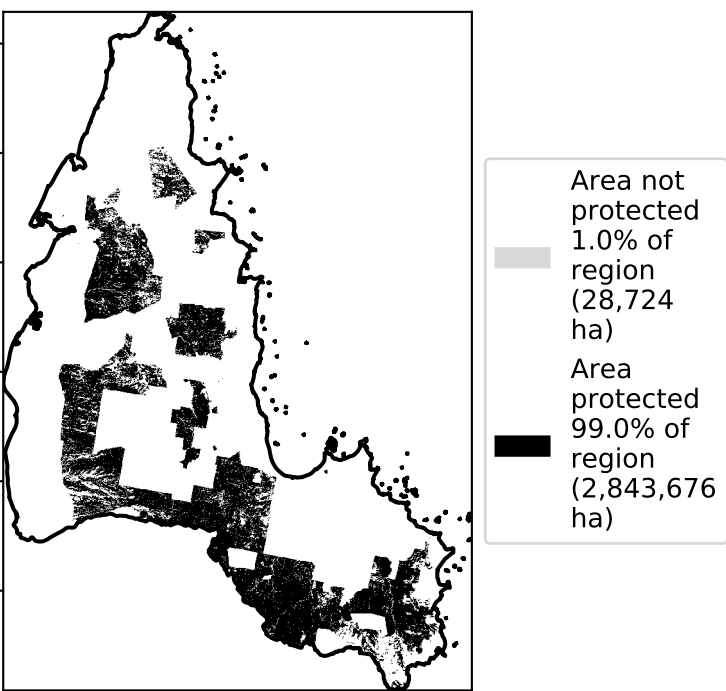 Area not
protected
1.0% of
region
(28,724
ha)
Area
protected
99.0% of
region
(2,843,676
ha)